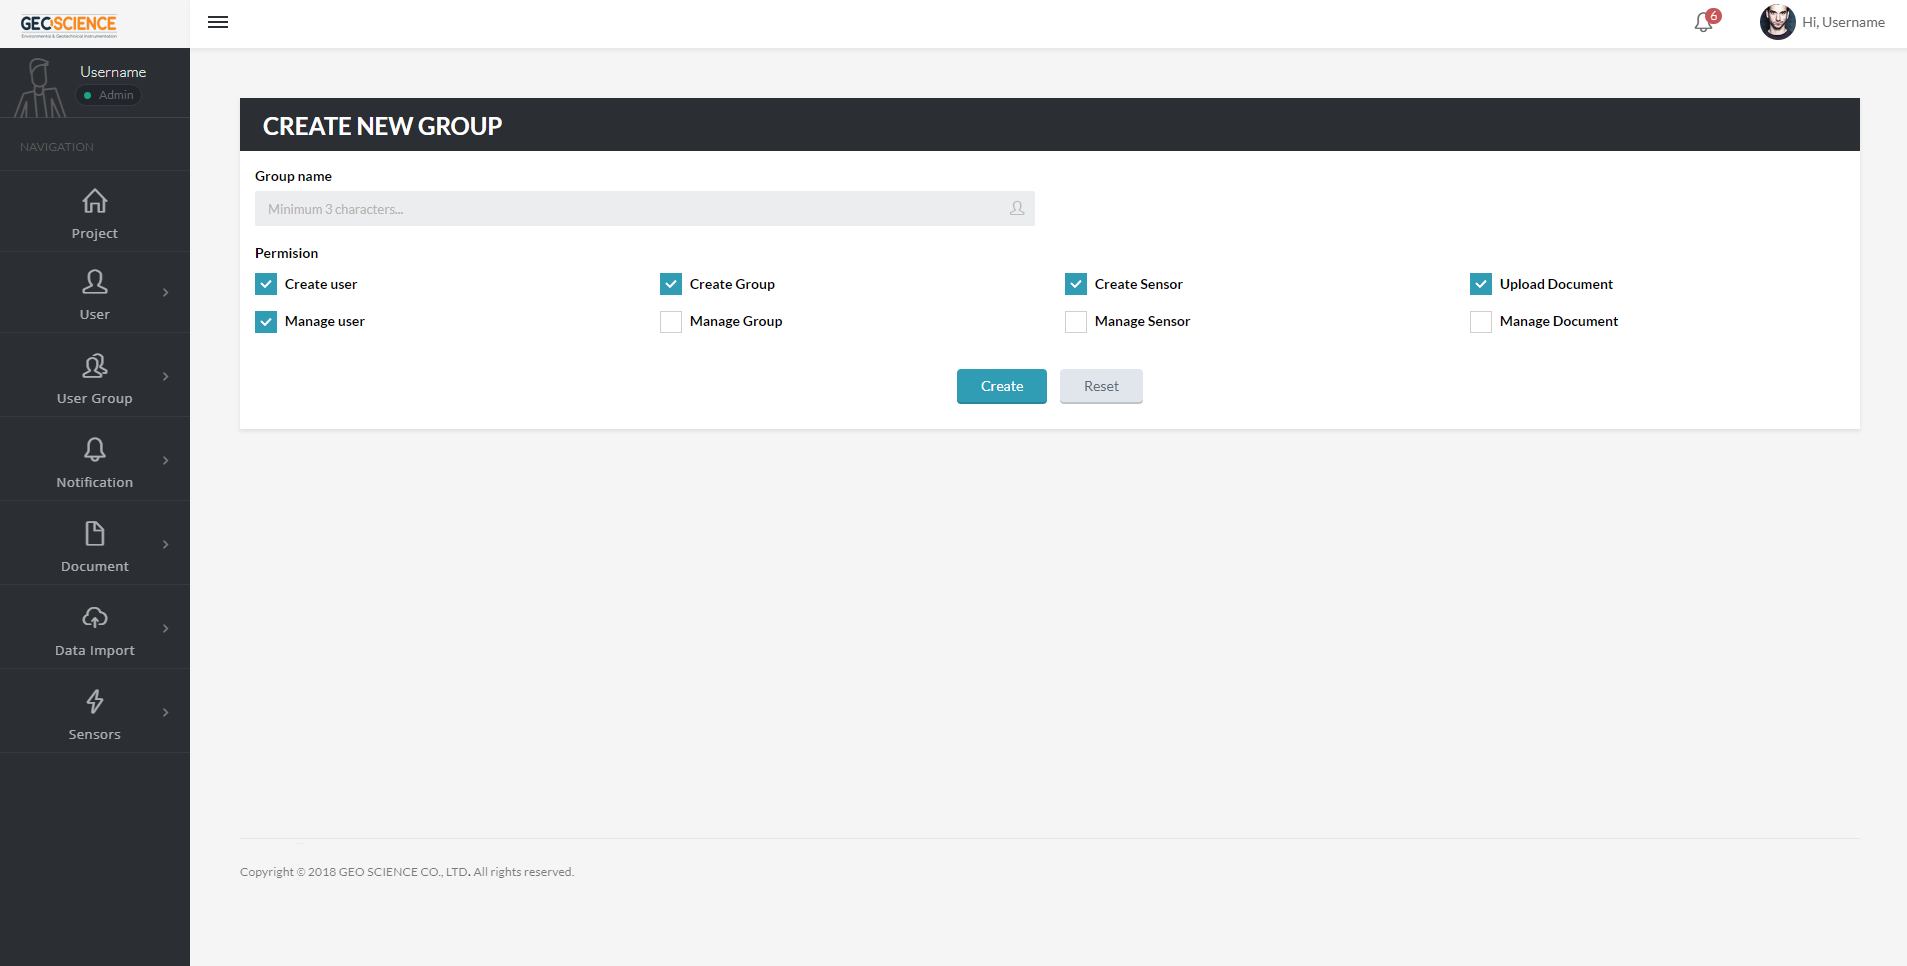 GEOSCIENCE
Environmental & Geotechnical Instrumentation
6
Hi, Username
Username
Admin
NAVIGATION
Project
User
User Group
Notification
Document
Data Import
Sensors
CREATE NEW GROUP
Group name
Minimum 3 characters...
Permision
Create user
Create Group
Create Sensor
Upload Document
Manage user
Manage Group
Manage Sensor
Manage Document
Create
Reset
Copyright © 2018 GEO SCIENCE CO., LTD. All rights reserved.